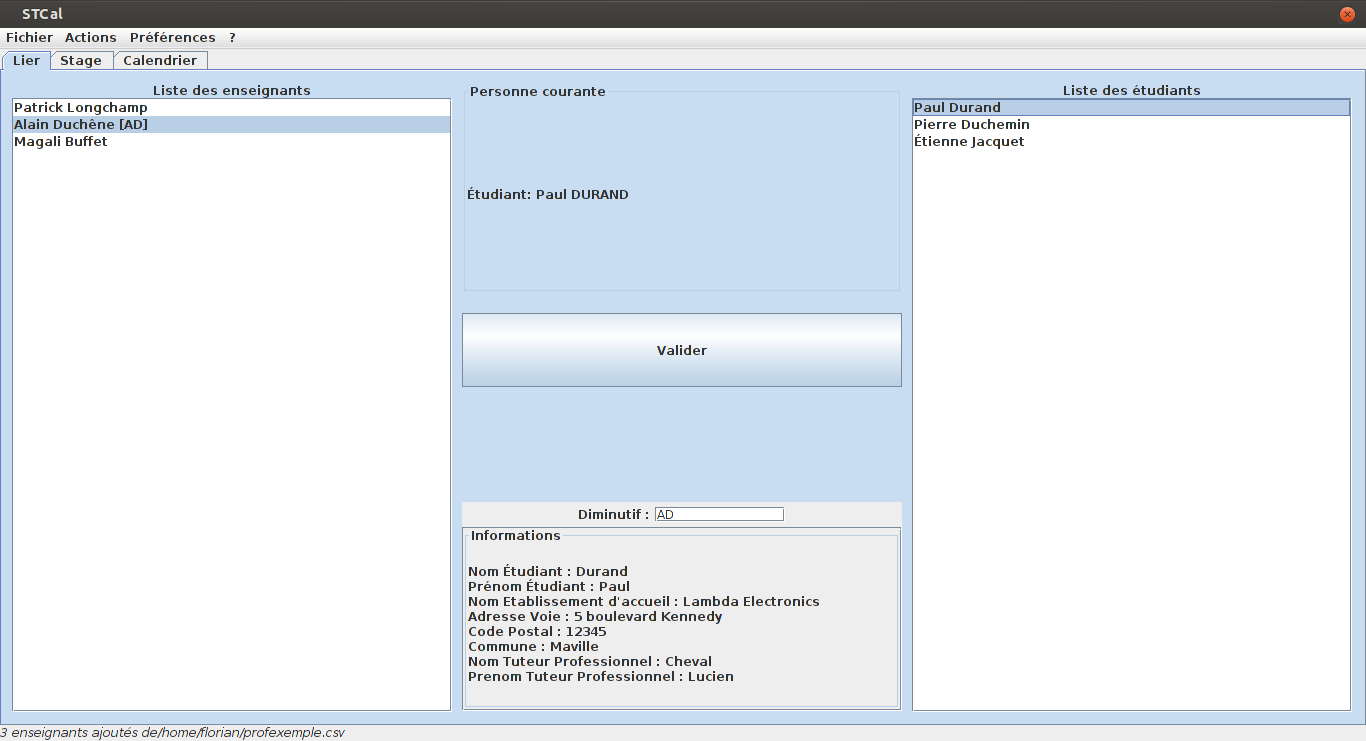 STCal
Fichier Actions Préférences ?
Lier Stage Calendrier
Liste des enseignants
Patrick Longchamp
Alain Duchêne [AD]
Magali Buffet
Personne courante
Étudiant: Paul DURAND
Valider
Diminutif : AD
Informations
Nom Étudiant : Durand
Prénom Étudiant : Paul
Nom Etablissement d'accueil : Lambda Electronics
Adresse Voie : 5 boulevard Kennedy
Code Postal : 12345
Commune : Maville
Nom Tuteur Professionnel : Cheval
Prenom Tuteur Professionnel : Lucien
Liste des étudiants
Paul Durand
Pierre Duchemin
Étienne Jacquet
3 enseignants ajoutés de/home/florian/profexemple.csv